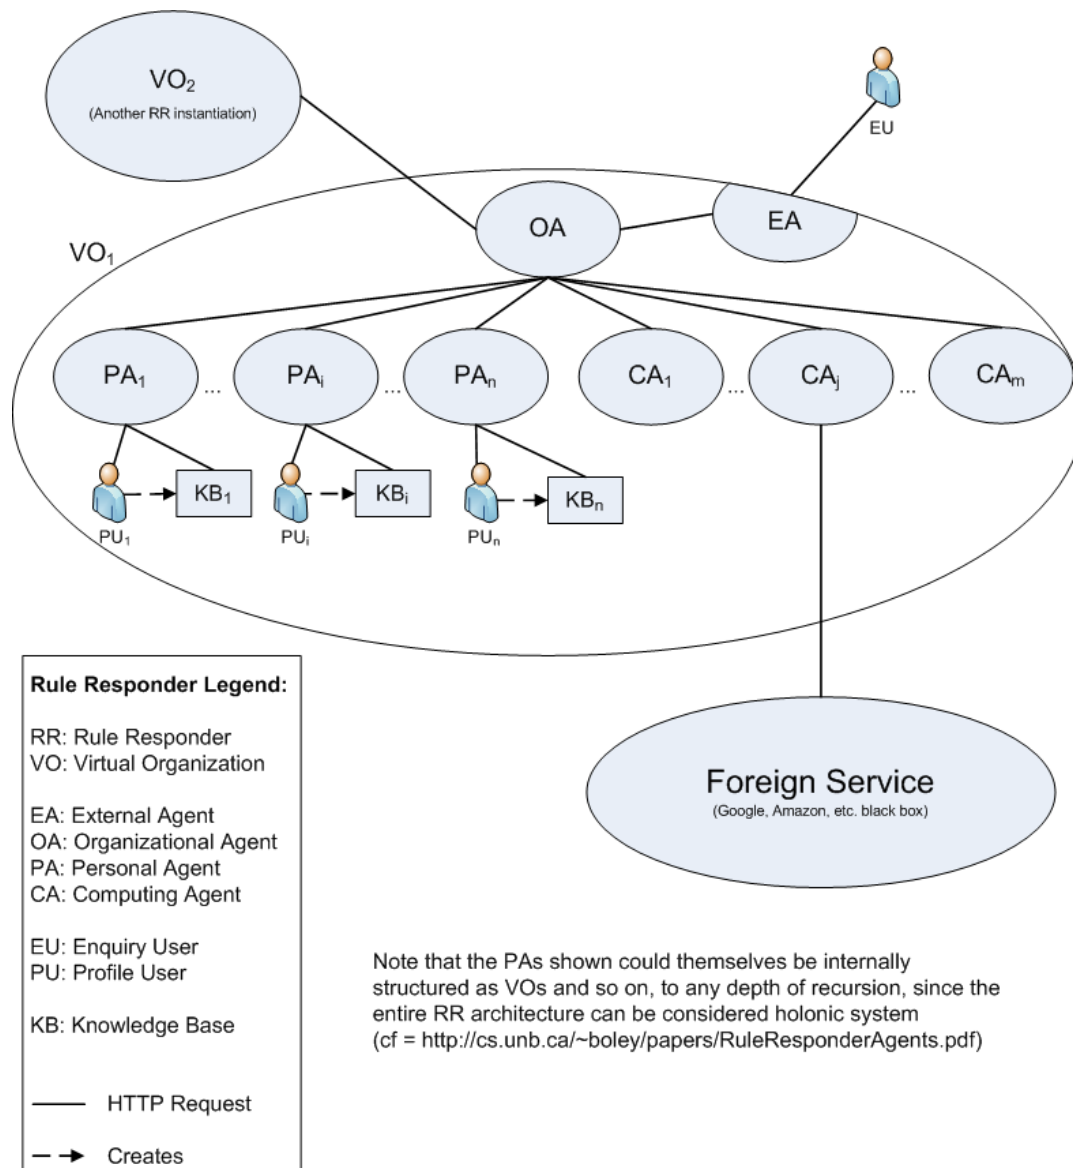 VO₂
(Another RR instantiation)
EU
OA
EA
VO₁
PA₁ ... PAᵢ ... PAₙ CA₁ ... CAⱼ ... CAₘ
KB₁ KBᵢ KBₙ
PU₁ PUᵢ PUₙ
Rule Responder Legend:
RR: Rule Responder
VO: Virtual Organization
EA: External Agent
OA: Organizational Agent
PA: Personal Agent
CA: Computing Agent
EU: Enquiry User
PU: Profile User
KB: Knowledge Base
HTTP Request
Creates
Foreign Service
(Google, Amazon, etc. black box)
Note that the PAs shown could themselves be internally
structured as VOs and so on, to any depth of recursion, since the
entire RR architecture can be considered holonic system
(cf = http://cs.unb.ca/~boley/papers/RuleResponderAgents.pdf)